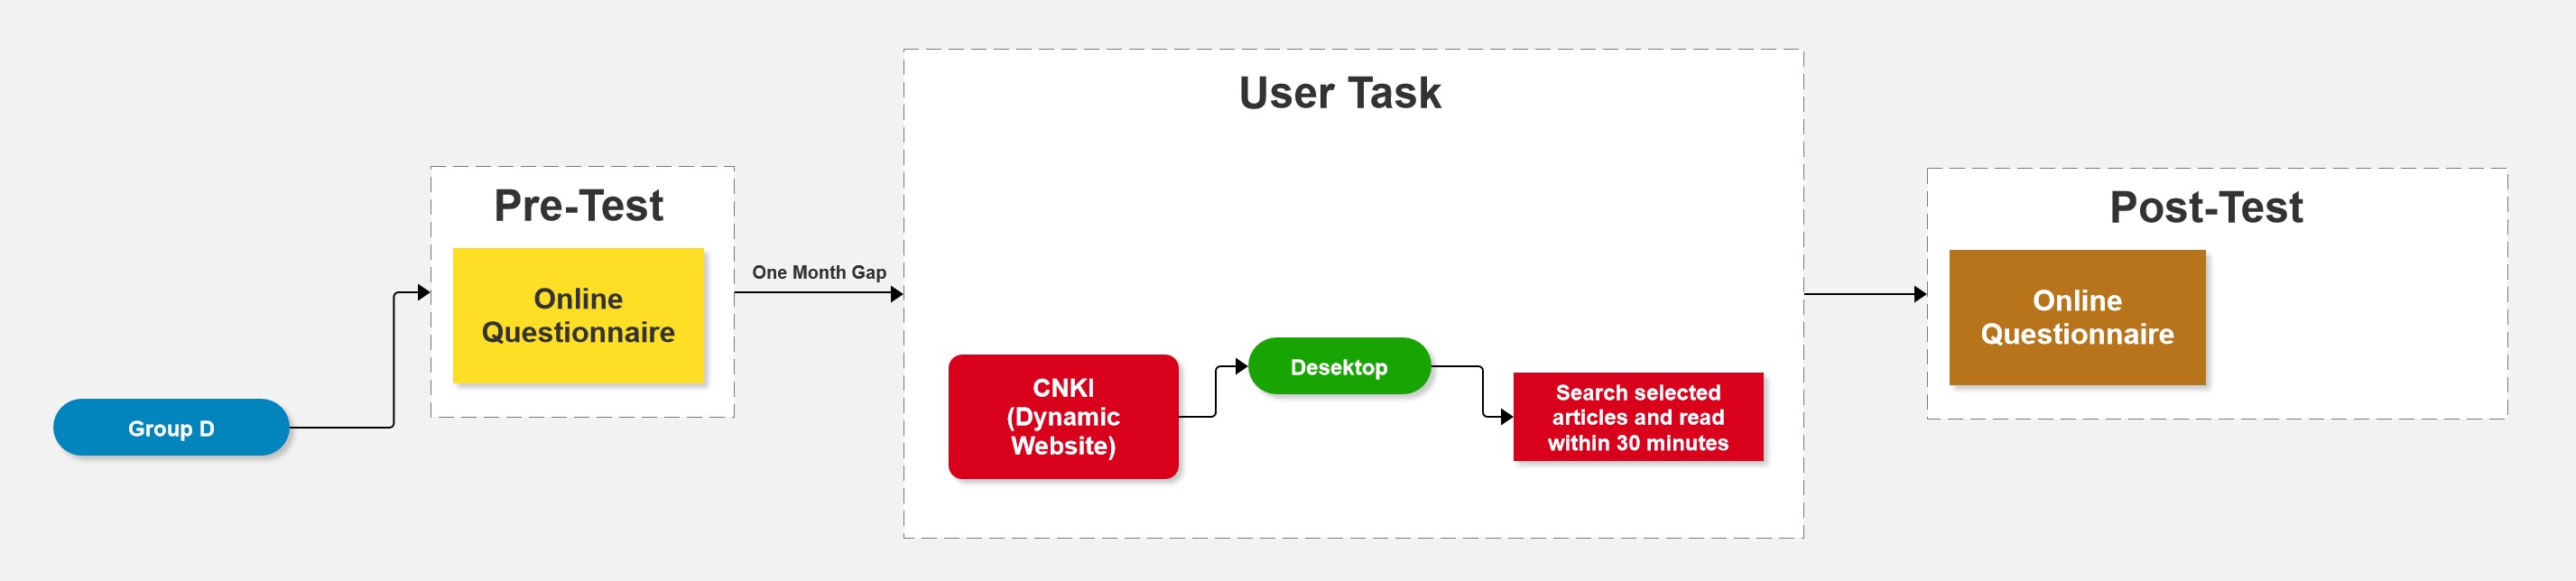 User Task
Pre-Test
Post-Test
One Month Gap
Online
Questionnaire
Online
Questionnaire
Group D
CNKI
(Dynamic
Website)
Desektop
Search selected
articles and read
within 30 minutes